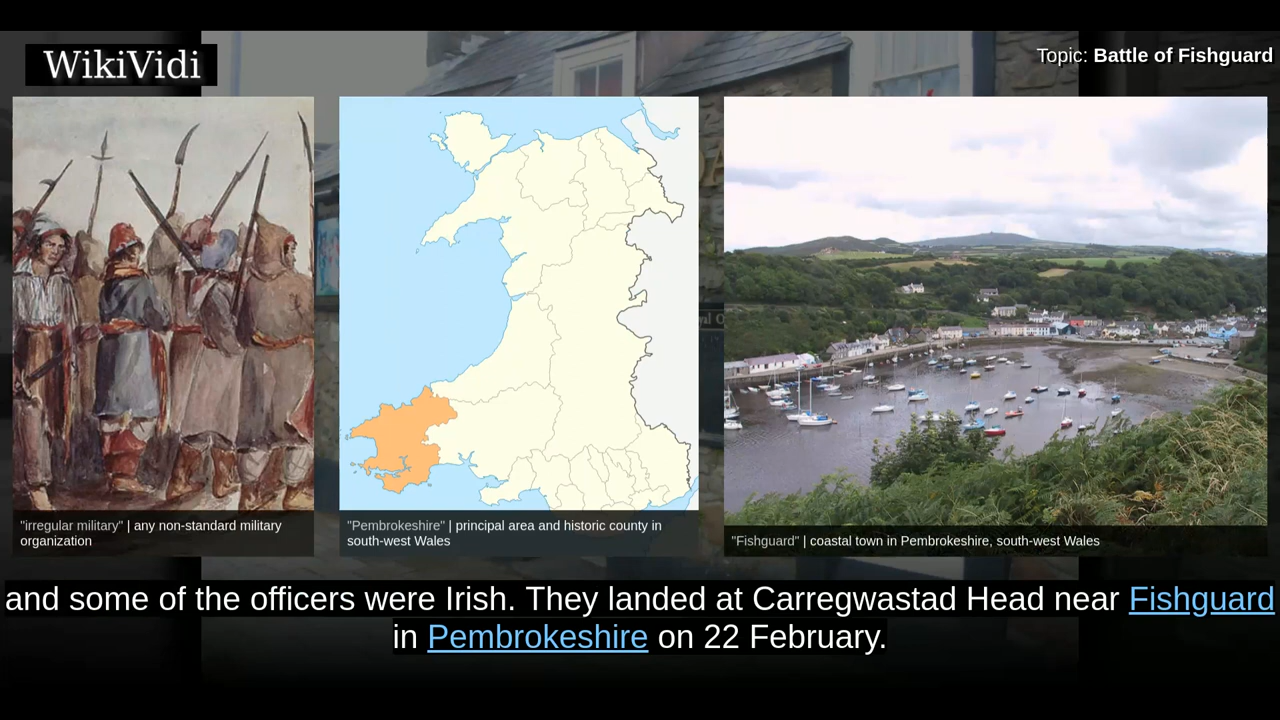 WikiVidi
Topic: Battle of Fishguard
"irregular military" | any non-standard military
organization
"Pembrokeshire" | principal area and historic county in
south-west Wales
"Fishguard" | coastal town in Pembrokeshire, south-west Wales
and some of the officers were Irish. They landed at Carregwastad Head near Fishguard
in Pembrokeshire on 22 February.